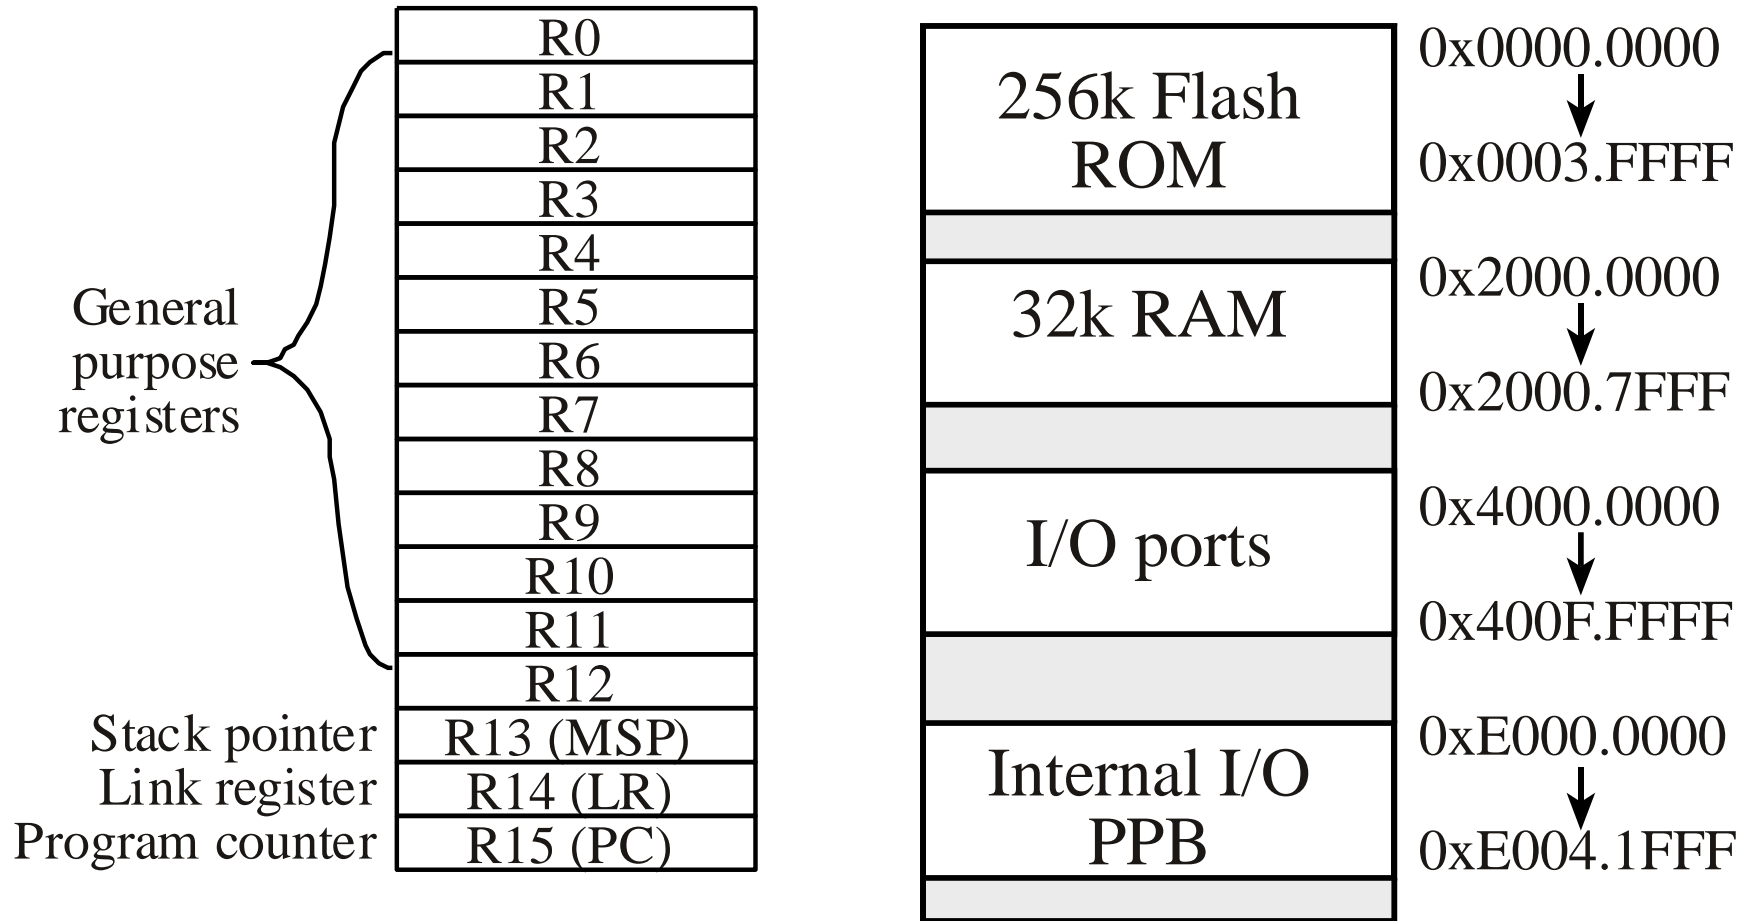 R0
R1
R2
R3
R4
R5
R6
R7
R8
R9
R10
R11
R12
R13 (MSP)
R14 (LR)
R15 (PC)
General
purpose
registers
Stack pointer
Link register
Program counter
256k Flash
ROM
0x0000.0000
0x0003.FFFF
32k RAM
0x2000.0000
0x2000.7FFF
I/O ports
0x4000.0000
0x400F.FFFF
Internal I/O
PPB
0xE000.0000
0xE004.1FFF